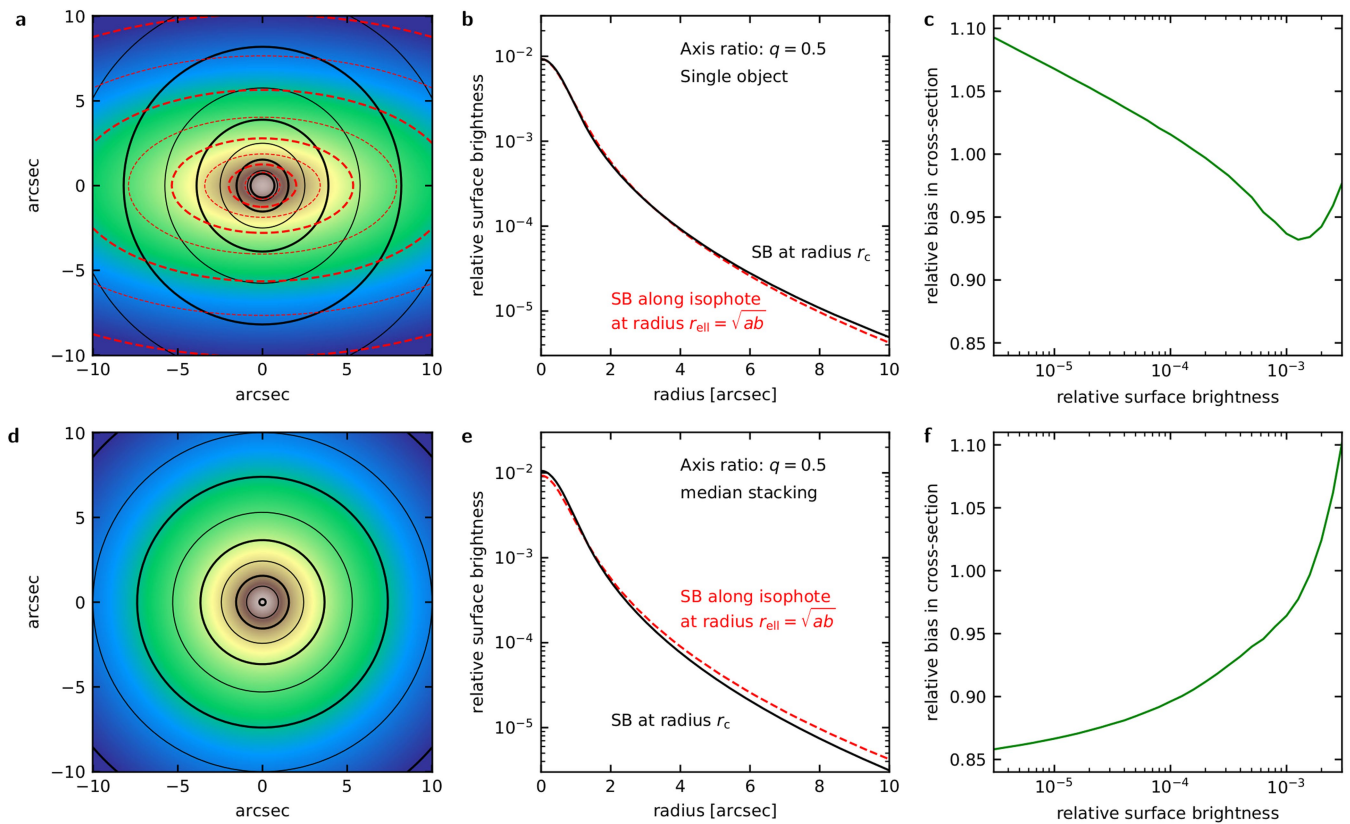 a
10
5
0
−5
−10
−10
−5
0
5
10
arcsec
arcsec
b
Axis ratio: q = 0.5
Single object
SB at radius r_c
SB along isophote
at radius r_ell = √ab
10⁻²
10⁻³
10⁻⁴
10⁻⁵
0
2
4
6
8
10
radius [arcsec]
relative surface brightness
c
1.10
1.05
1.00
0.95
0.90
0.85
10⁻⁵
10⁻⁴
10⁻³
relative surface brightness
relative bias in cross-section
d
10
5
0
−5
−10
−10
−5
0
5
10
arcsec
arcsec
e
Axis ratio: q = 0.5
median stacking
SB along isophote
at radius r_ell = √ab
SB at radius r_c
10⁻²
10⁻³
10⁻⁴
10⁻⁵
0
2
4
6
8
10
radius [arcsec]
relative surface brightness
f
1.10
1.05
1.00
0.95
0.90
0.85
10⁻⁵
10⁻⁴
10⁻³
relative surface brightness
relative bias in cross-section